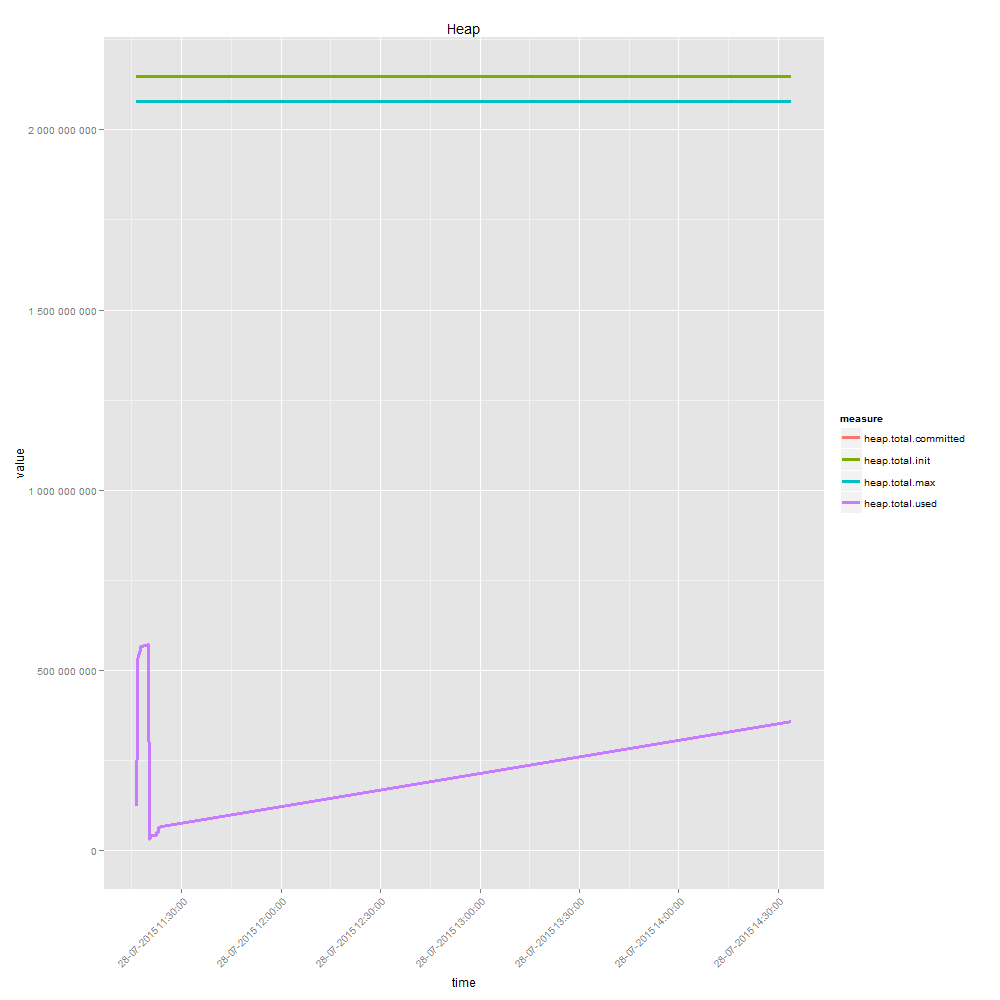 Heap
value
2 000 000 000
1 500 000 000
1 000 000 000
500 000 000
0
28-07-2015 11:30:00
28-07-2015 12:00:00
28-07-2015 12:30:00
28-07-2015 13:00:00
28-07-2015 13:30:00
28-07-2015 14:00:00
28-07-2015 14:30:00
time
measure
heap.total.committed
heap.total.init
heap.total.max
heap.total.used